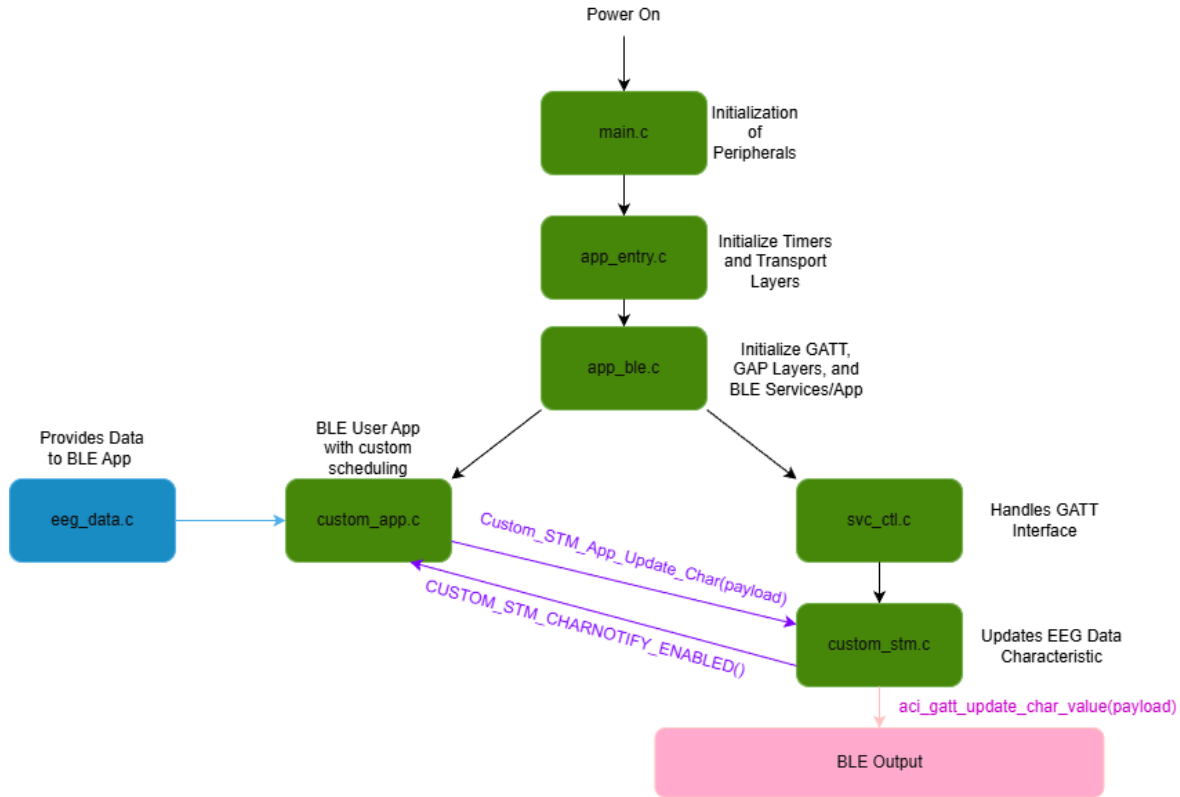 Power On
main.c
Initialization
of
Peripherals
app_entry.c
Initialize Timers
and Transport
Layers
app_ble.c
Initialize GATT,
GAP Layers, and
BLE Services/App
Provides Data
to BLE App
BLE User App
with custom
scheduling
eeg_data.c
custom_app.c
Custom_STM_App_Update_Char(payload)
CUSTOM_STM_CHARNOTIFY_ENABLED()
svc_ctl.c
Handles GATT
Interface
custom_stm.c
Updates EEG Data
Characteristic
aci_gatt_update_char_value(payload)
BLE Output